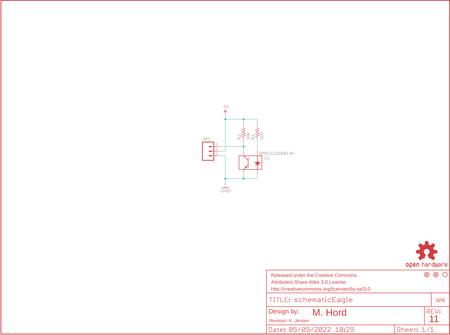 5V
JP1
GND
U1
open hardware
Released under the Creative Commons
Attribution Share-Alike 3.0 License
http://creativecommons.org/licenses/by-sa/3.0
TITLE: schematicEagle
SFE
Design by: M. Hord
REV:
Revision: K. Jensen
11
Date: 05/09/2022 18:29
Sheet: 1/1